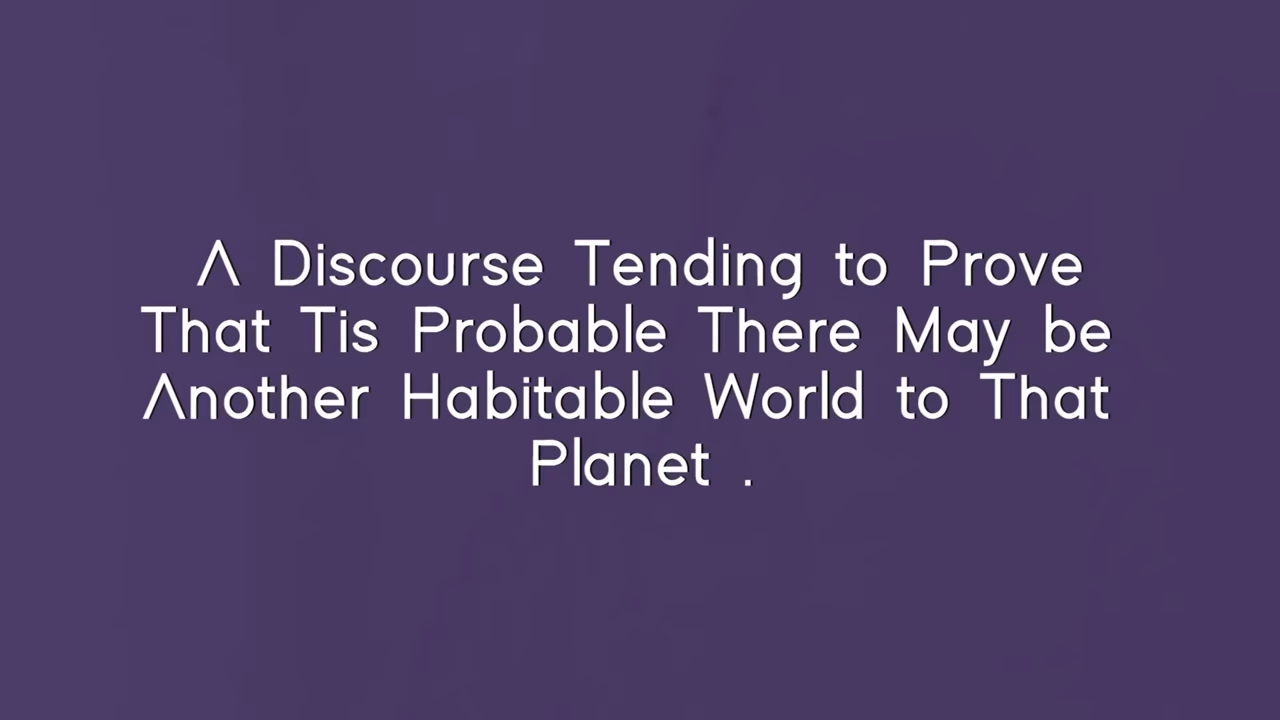 A Discourse Tending to Prove
That Tis Probable There May be
Another Habitable World to That
Planet .